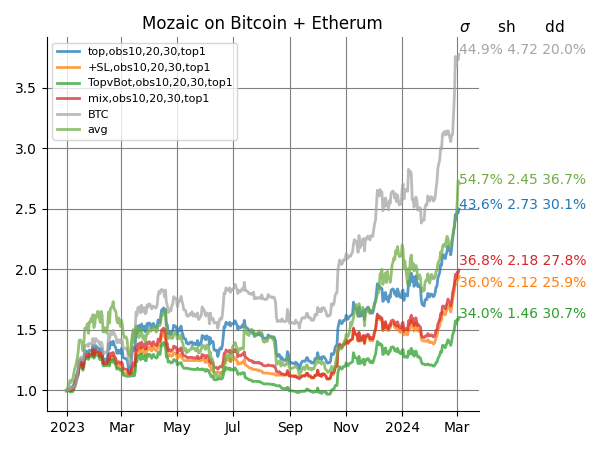 Mozaic on Bitcoin + Etherum
σ sh dd
top,obs10,20,30,top1
+SL,obs10,20,30,top1
TopvBot,obs10,20,30,top1
mix,obs10,20,30,top1
BTC
avg
44.9% 4.72 20.0%
54.7% 2.45 36.7%
43.6% 2.73 30.1%
36.8% 2.18 27.8%
36.0% 2.12 25.9%
34.0% 1.46 30.7%
3.5
3.0
2.5
2.0
1.5
1.0
2023 Mar May Jul Sep Nov 2024 Mar